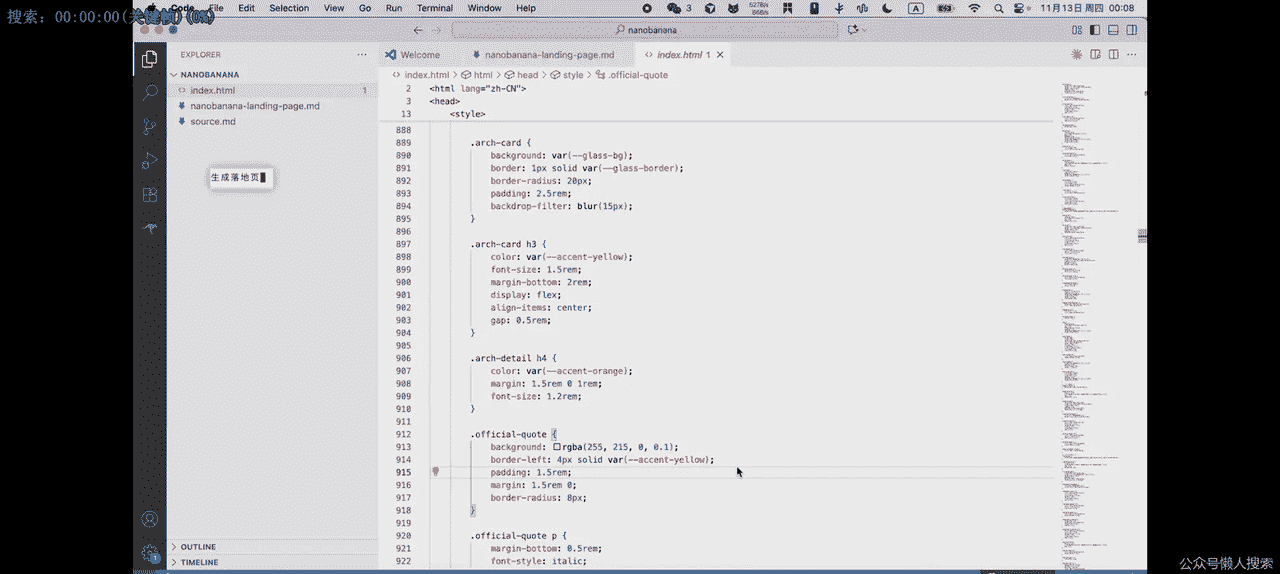 搜索：00:00:00(关键帧)(0%)
Code File Edit Selection View Go Run Terminal Window Help
3
A
11月13日 周四 00:08
nanobanana
EXPLORER
Welcome
nanobanana-landing-page.md
index.html 1
NANOBANANA
index.html 1
nanobanana-landing-page.md
source.md
生成落地页
index.html > html > head > style > .official-quote
2 <html lang="zh-CN">
3 <head>
13 <style>
888
889 .arch-card {
890 background: var(--glass-bg);
891 border: 1px solid var(--glass-border);
892 border-radius: 20px;
893 padding: 2.5rem;
894 backdrop-filter: blur(15px);
895 }
896
897 .arch-card h3 {
898 color: var(--accent-yellow);
899 font-size: 1.5rem;
900 margin-bottom: 2rem;
901 display: flex;
902 align-items: center;
903 gap: 0.5rem;
904 }
905
906 .arch-detail h4 {
907 color: var(--accent-orange);
908 margin: 1.5rem 0 1rem;
909 font-size: 1.2rem;
910 }
911
912 .official-quote {
913 background: rgba(255, 215, 0, 0.1);
914 border-left: 4px solid var(--accent-yellow);
915 padding: 1.5rem;
916 margin: 1.5rem 0;
917 border-radius: 8px;
918 }
919
920 .official-quote p {
921 margin-bottom: 0.5rem;
922 font-style: italic;
OUTLINE
TIMELINE
1
公众号懒人搜索